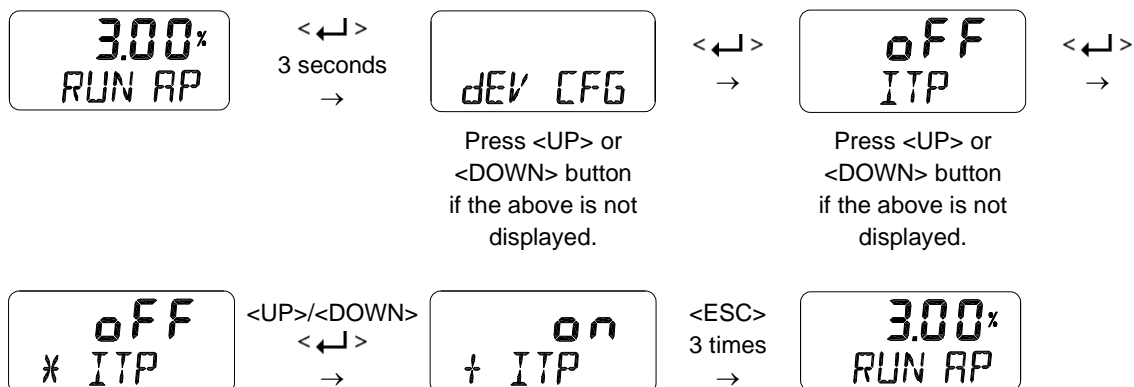 3.00%
RUN AP
< ↵ >
3 seconds
→
dEV CFG
Press <UP> or
<DOWN> button
if the above is not
displayed.
< ↵ >
→
oFF
ITP
Press <UP> or
<DOWN> button
if the above is not
displayed.
< ↵ >
→
oFF
* ITP
<UP>/<DOWN>
< ↵ >
→
on
+ ITP
<ESC>
3 times
→
3.00%
RUN AP